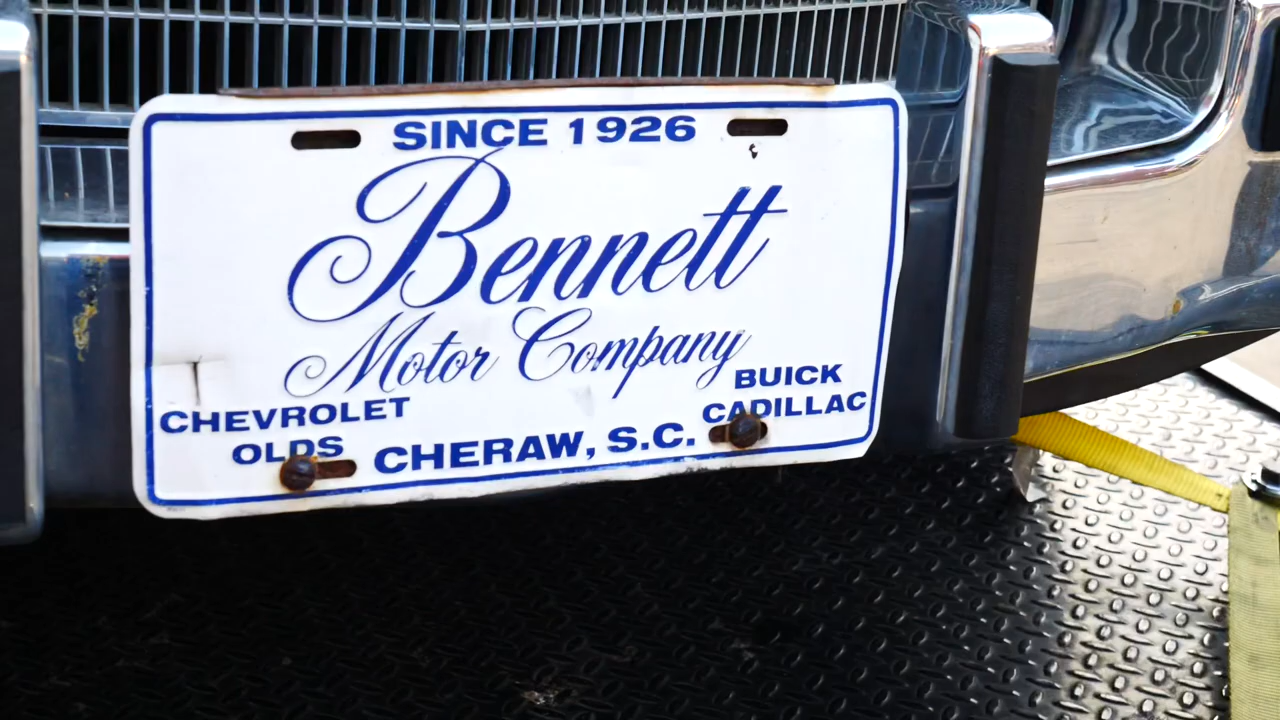 SINCE 1926
Bennett
Motor Company
CHEVROLET
OLDS
CHERAW, S.C.
BUICK
CADILLAC